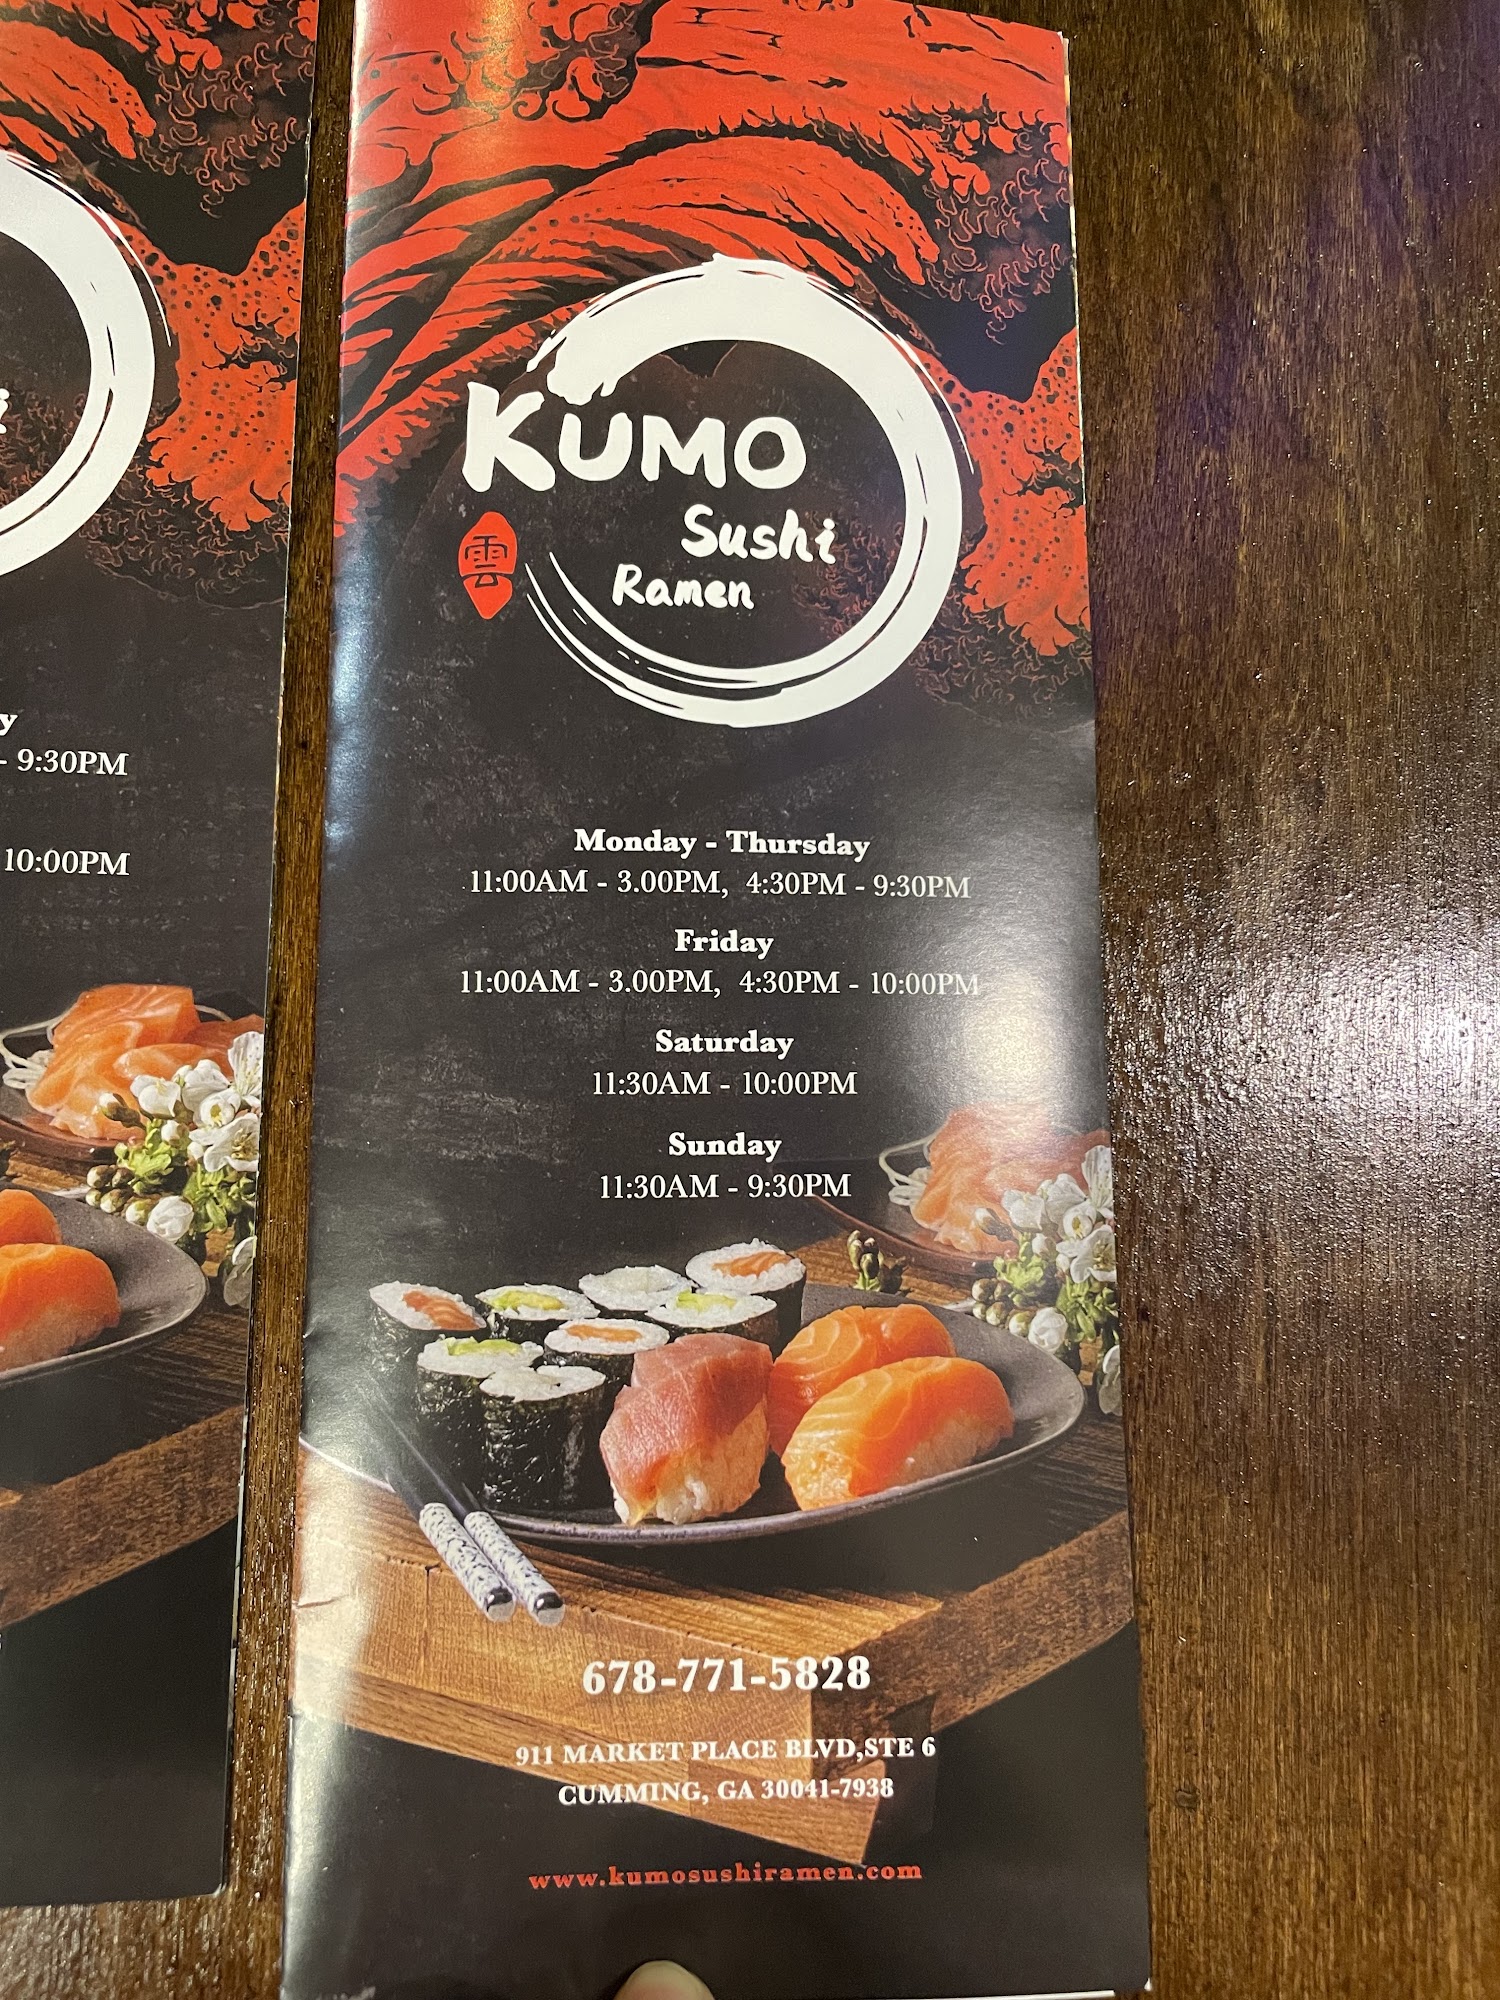 KUMO
Sushi
Ramen
雲
Monday - Thursday
11:00AM - 3.00PM, 4:30PM - 9:30PM
Friday
11:00AM - 3.00PM, 4:30PM - 10:00PM
Saturday
11:30AM - 10:00PM
Sunday
11:30AM - 9:30PM
678-771-5828
911 MARKET PLACE BLVD,STE 6
CUMMING, GA 30041-7938
www.kumosushiramen.com
i
y
- 9:30PM
10:00PM